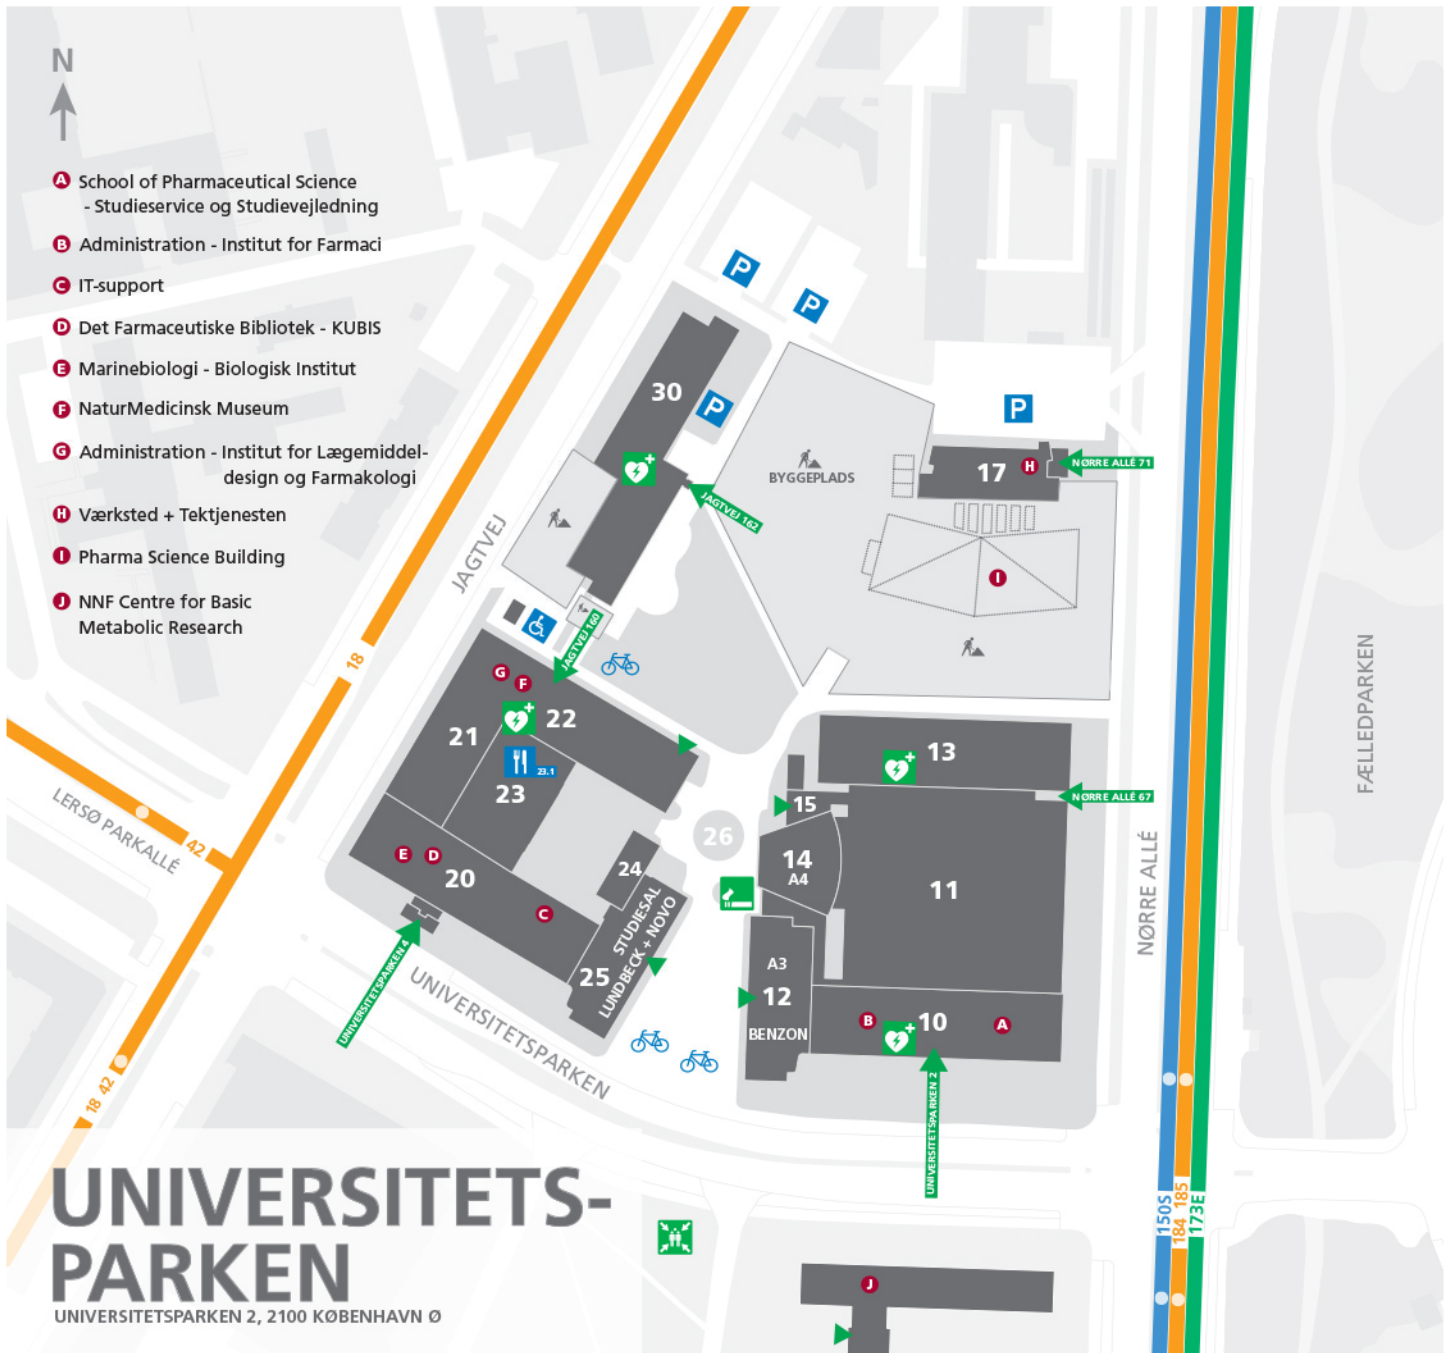 N
A School of Pharmaceutical Science
- Studieservice og Studievejledning
B Administration - Institut for Farmaci
C IT-support
D Det Farmaceutiske Bibliotek - KUBIS
E Marinebiologi - Biologisk Institut
F NaturMedicinsk Museum
G Administration - Institut for Lægemiddel-
design og Farmakologi
H Værksted + Tektjenesten
I Pharma Science Building
J NNF Centre for Basic
Metabolic Research
P
P
30
P
P
BYGGEPLADS
17
H
NØRRE ALLÉ 71
JAGTVEJ 162
JAGTVEJ
I
JAGTVEJ 160
18
G
F
22
21
23.1
23
FÆLLEDPARKEN
13
NØRRE ALLÉ 67
15
LERSØ PARKALLÉ
42
26
E
D
20
24
14
A4
11
NØRRE ALLÉ
C
STUDIESAL
LUNDBECK + NOVO
25
A3
12
BENZON
UNIVERSITETSPARKEN 4
UNIVERSITETSPARKEN
B
10
A
18 42
UNIVERSITETSPARKEN 2
150S
184 185
173E
J
UNIVERSITETS-
PARKEN
UNIVERSITETSPARKEN 2, 2100 KØBENHAVN Ø